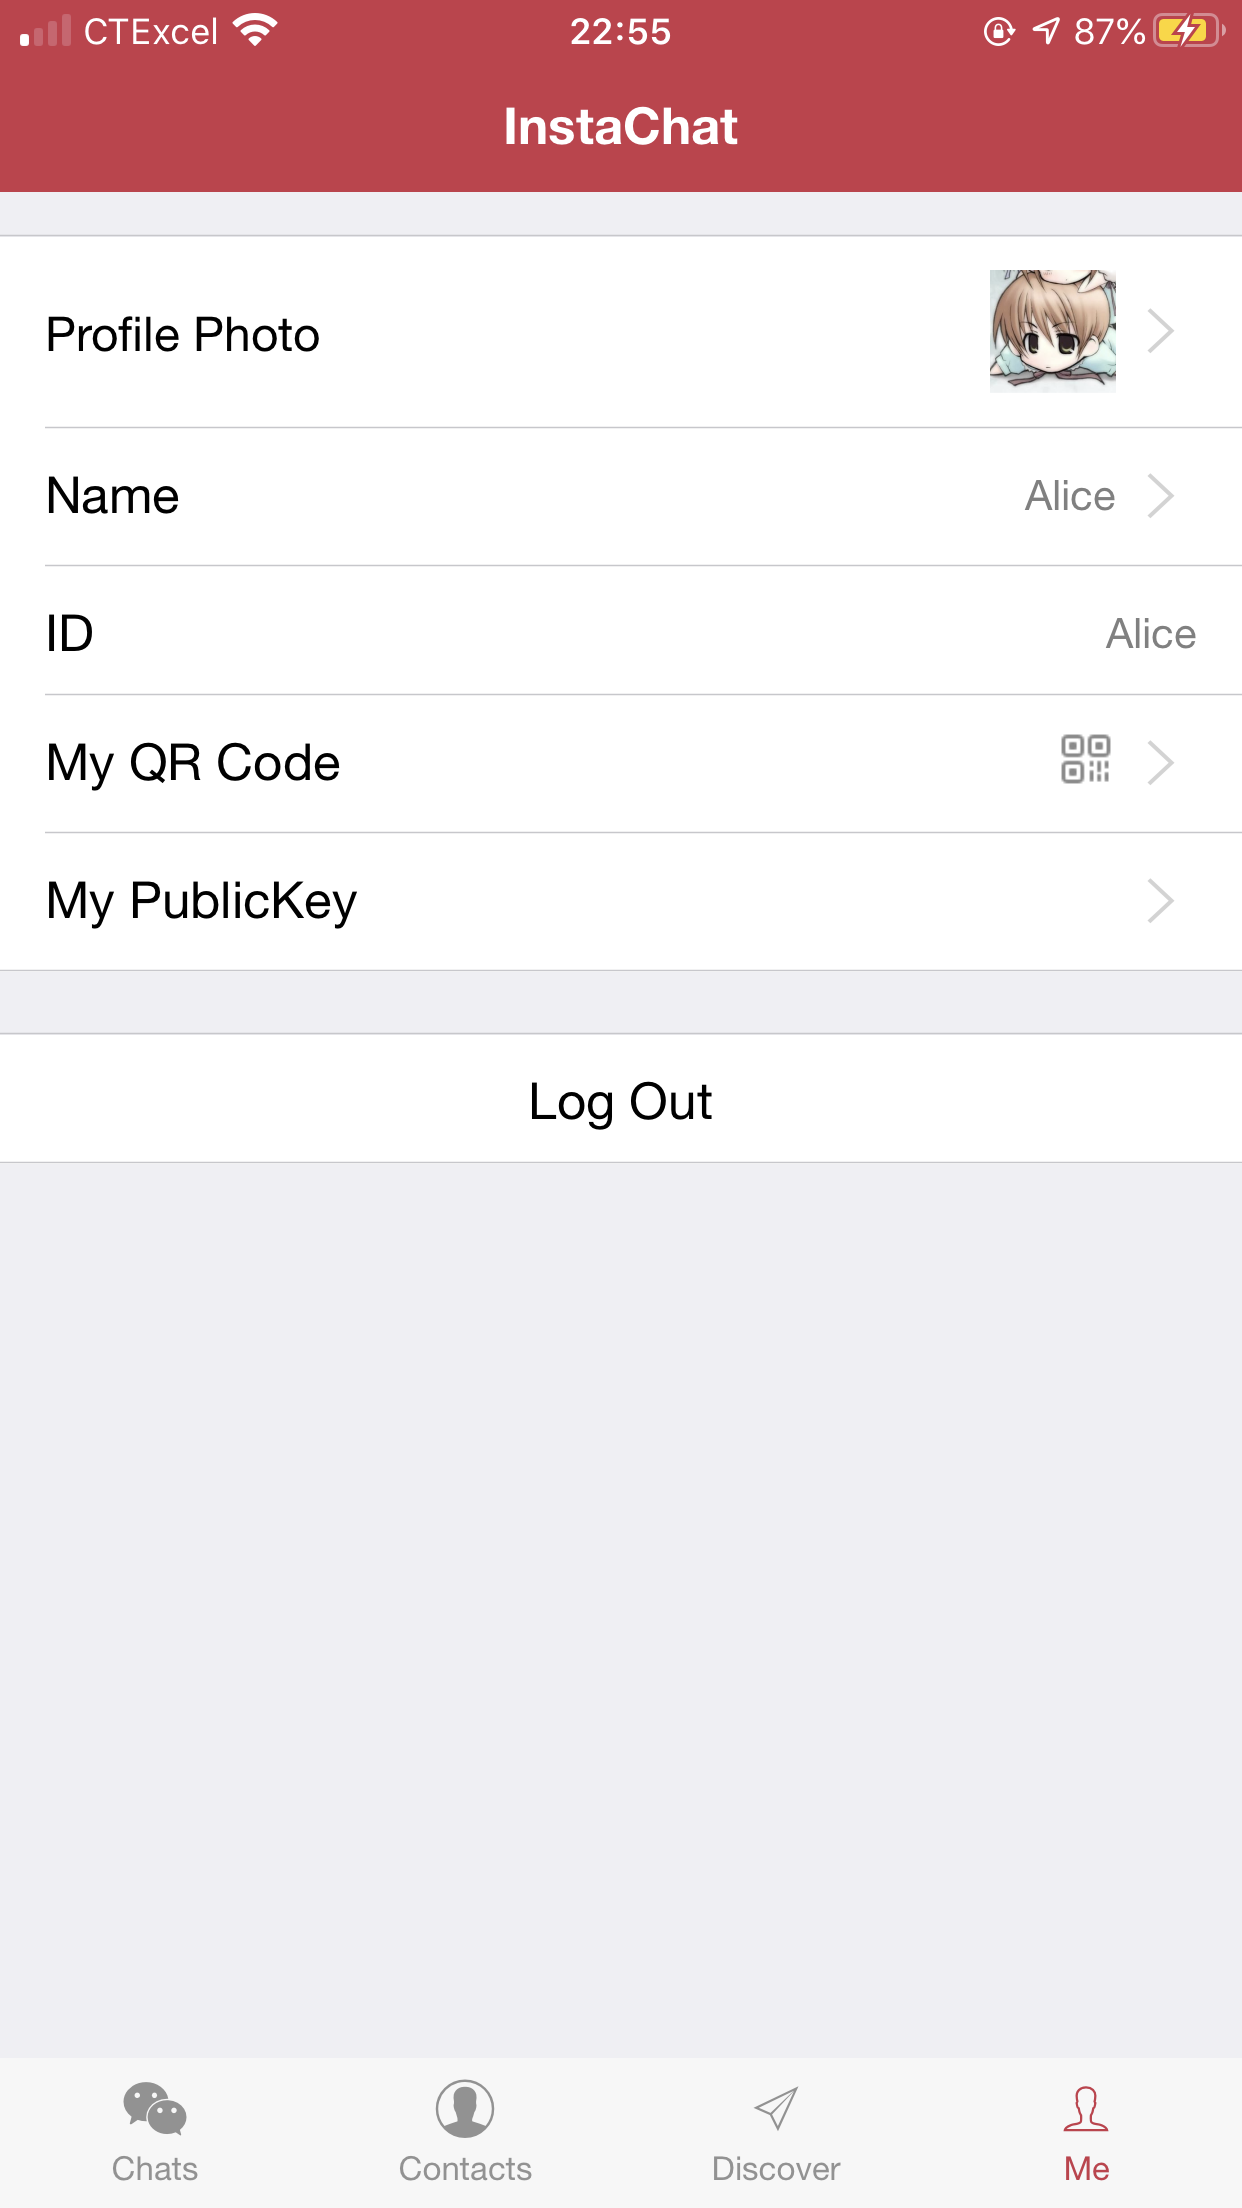 CTExcel 22:55 87%
InstaChat
Profile Photo
Name Alice
ID Alice
My QR Code
My PublicKey
Log Out
Chats Contacts Discover Me